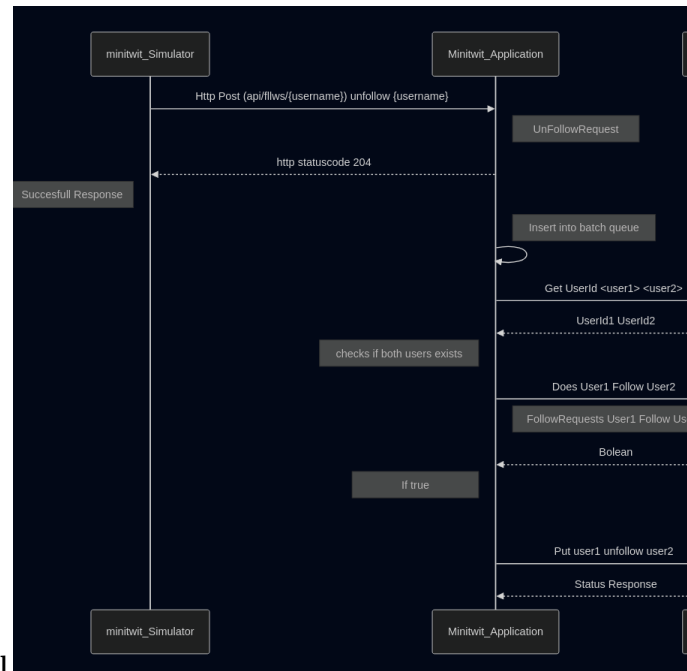 minitwit_Simulator
Minitwit_Application
Http Post (api/fllws/{username}) unfollow {username}
UnFollowRequest
http statuscode 204
Succesfull Response
Insert into batch queue
Get UserId <user1> <user2>
UserId1 UserId2
checks if both users exists
Does User1 Follow User2
FollowRequests User1 Follow Us
Bolean
If true
Put user1 unfollow user2
Status Response
minitwit_Simulator
Minitwit_Application